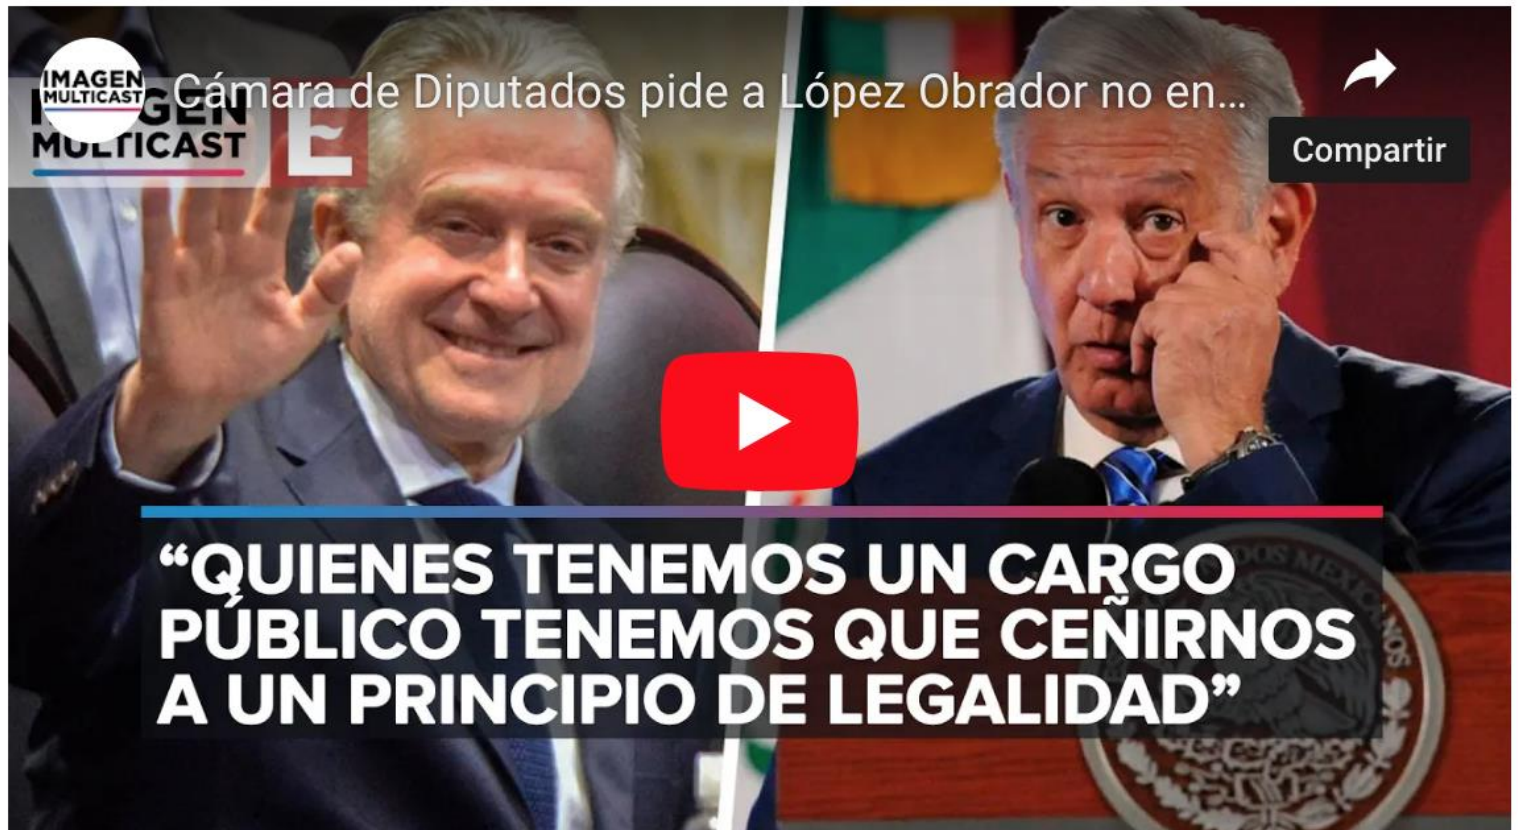 IMAGEN
MULTICAST
Cámara de Diputados pide a López Obrador no en...
MULTICAST
E
Compartir
“QUIENES TENEMOS UN CARGO
PÚBLICO TENEMOS QUE CEÑIRNOS
A UN PRINCIPIO DE LEGALIDAD”